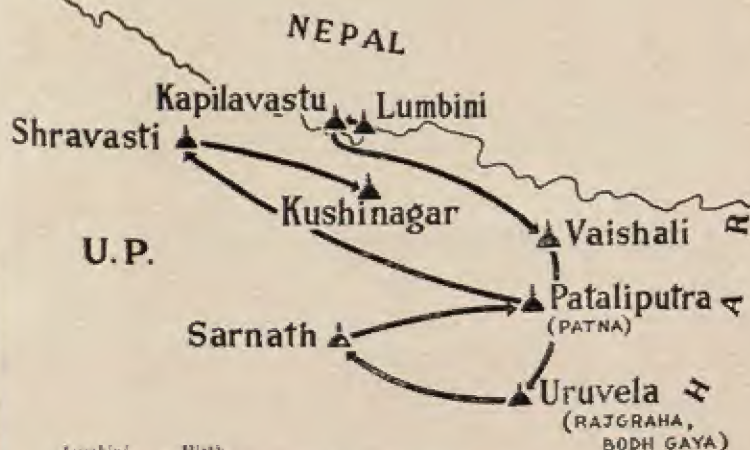 NEPAL
Kapilavastu
Lumbini
Shravasti
Kushinagar
Vaishali
U.P.
Pataliputra
(PATNA)
Sarnath
Uruvela
(RAJGRAHA,
BODH GAYA)
R
A
H